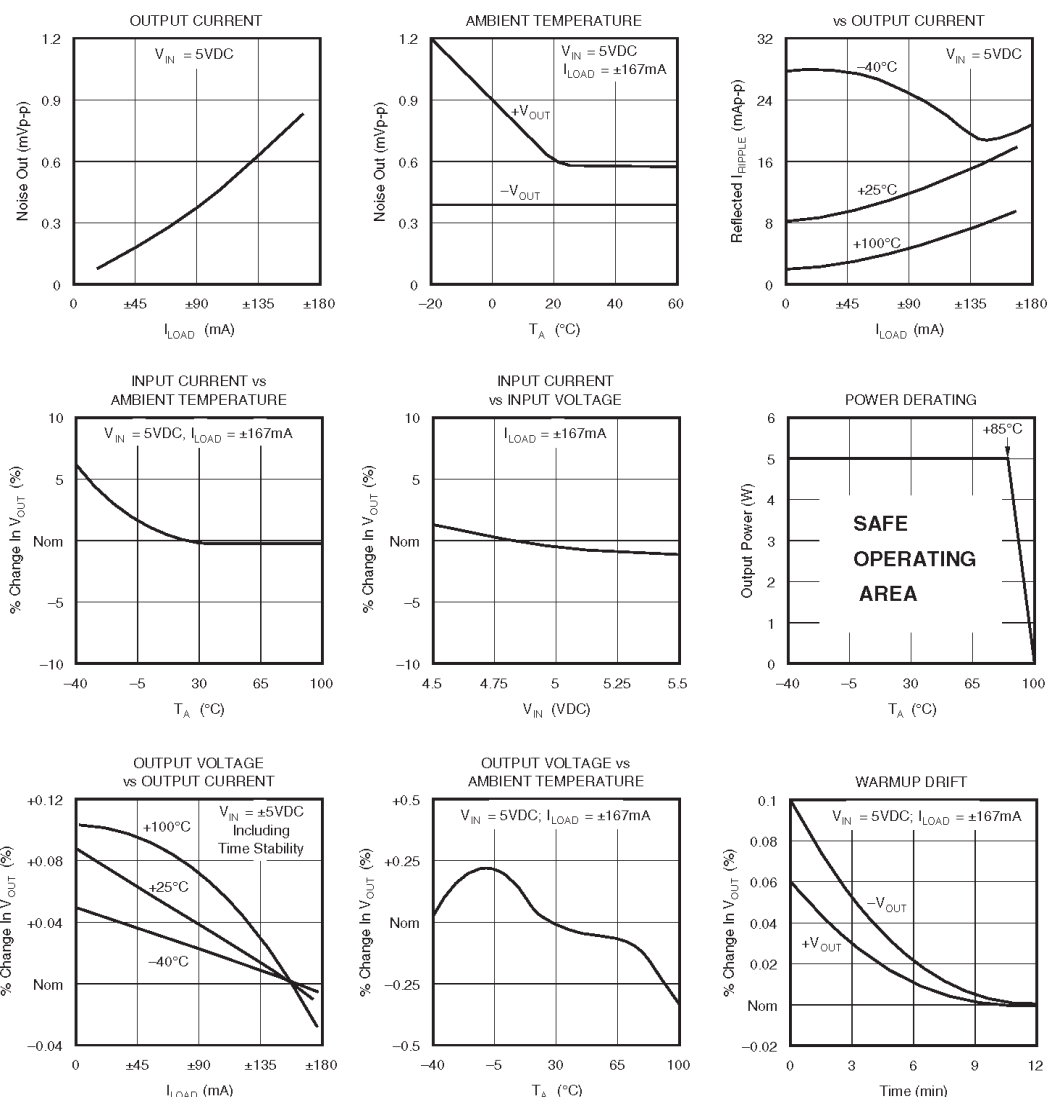 OUTPUT CURRENT
1.2
0.9
0.6
0.3
0
Noise Out (mVp-p)
V_IN = 5VDC
0 ±45 ±90 ±135 ±180
I_LOAD (mA)
AMBIENT TEMPERATURE
1.2
0.9
0.6
0.3
0
Noise Out (mVp-p)
V_IN = 5VDC
I_LOAD = ±167mA
+V_OUT
−V_OUT
−20 0 20 40 60
T_A (°C)
vs OUTPUT CURRENT
32
24
16
8
0
Reflected I_RIPPLE (mAp-p)
−40°C
V_IN = 5VDC
+25°C
+100°C
0 ±45 ±90 ±135 ±180
I_LOAD (mA)
INPUT CURRENT vs
AMBIENT TEMPERATURE
10
5
Nom
−5
−10
% Change In V_OUT (%)
V_IN = 5VDC, I_LOAD = ±167mA
−40 −5 30 65 100
T_A (°C)
INPUT CURRENT
vs INPUT VOLTAGE
10
5
Nom
−5
−10
% Change In V_OUT (%)
I_LOAD = ±167mA
4.5 4.75 5 5.25 5.5
V_IN (VDC)
POWER DERATING
6
5
4
3
2
1
0
Output Power (W)
+85°C
SAFE
OPERATING
AREA
−40 −5 30 65 100
T_A (°C)
OUTPUT VOLTAGE
vs OUTPUT CURRENT
+0.12
+0.08
+0.04
Nom
−0.04
% Change In V_OUT (%)
V_IN = ±5VDC
Including
Time Stability
+100°C
+25°C
−40°C
0 ±45 ±90 ±135 ±180
I_LOAD (mA)
OUTPUT VOLTAGE vs
AMBIENT TEMPERATURE
+0.5
+0.25
Nom
−0.25
−0.5
% Change In V_OUT (%)
V_IN = 5VDC; I_LOAD = ±167mA
−40 −5 30 65 100
T_A (°C)
WARMUP DRIFT
0.1
0.08
0.06
0.04
0.02
Nom
−0.02
% Change In V_OUT (%)
V_IN = 5VDC; I_LOAD = ±167mA
−V_OUT
+V_OUT
0 3 6 9 12
Time (min)